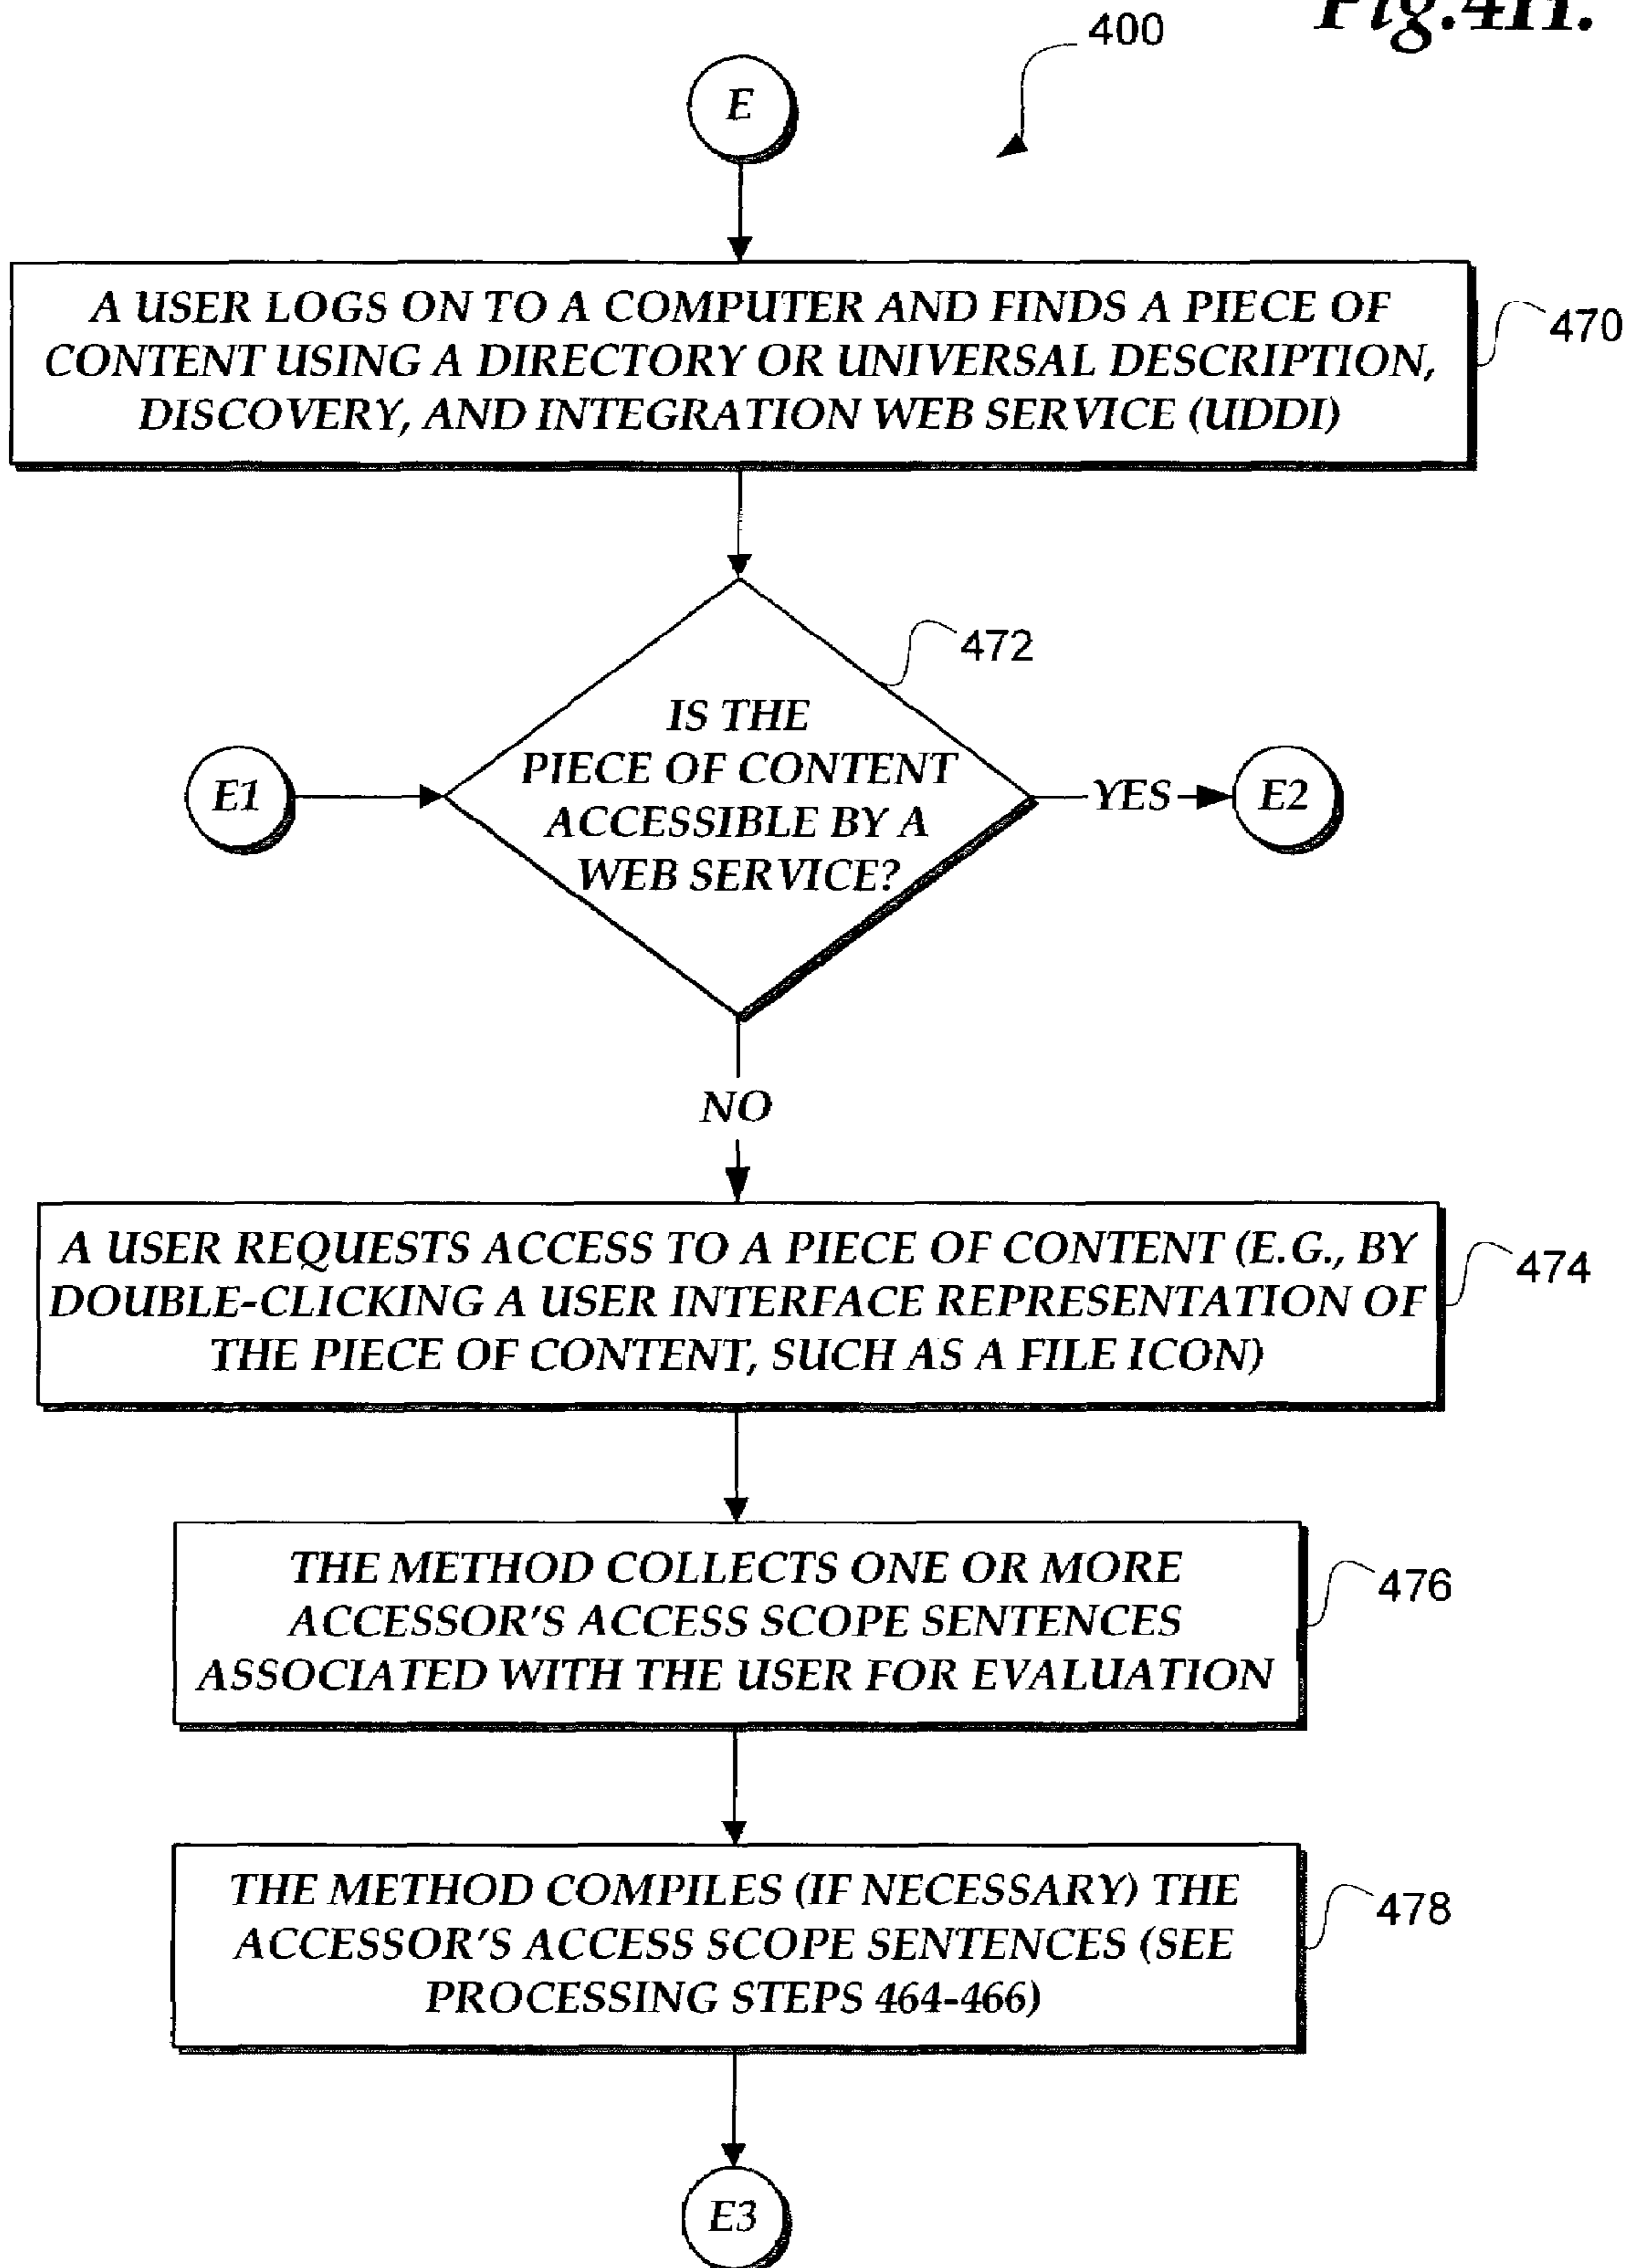 400
E
A USER LOGS ON TO A COMPUTER AND FINDS A PIECE OF
CONTENT USING A DIRECTORY OR UNIVERSAL DESCRIPTION,
DISCOVERY, AND INTEGRATION WEB SERVICE (UDDI)
470
472
IS THE
PIECE OF CONTENT
ACCESSIBLE BY A
WEB SERVICE?
E1
YES
E2
NO
A USER REQUESTS ACCESS TO A PIECE OF CONTENT (E.G., BY
DOUBLE-CLICKING A USER INTERFACE REPRESENTATION OF
THE PIECE OF CONTENT, SUCH AS A FILE ICON)
474
THE METHOD COLLECTS ONE OR MORE
ACCESSOR'S ACCESS SCOPE SENTENCES
ASSOCIATED WITH THE USER FOR EVALUATION
476
THE METHOD COMPILES (IF NECESSARY) THE
ACCESSOR'S ACCESS SCOPE SENTENCES (SEE
PROCESSING STEPS 464-466)
478
E3